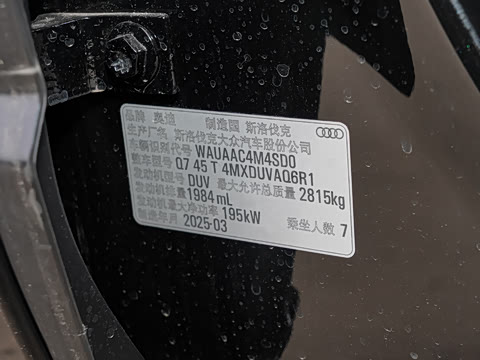 品牌 奥迪 制造国 斯洛伐克
生产厂名 斯洛伐克大众汽车股份公司
车辆识别代号 WAUAAC4M4SD0
整车型号 Q7 45 T 4MXDUVAQ6R1
发动机型号 DUV 最大允许总质量 2815kg
发动机排量 1984 mL
发动机最大净功率 195kW
制造年月 2025-03 乘坐人数 7